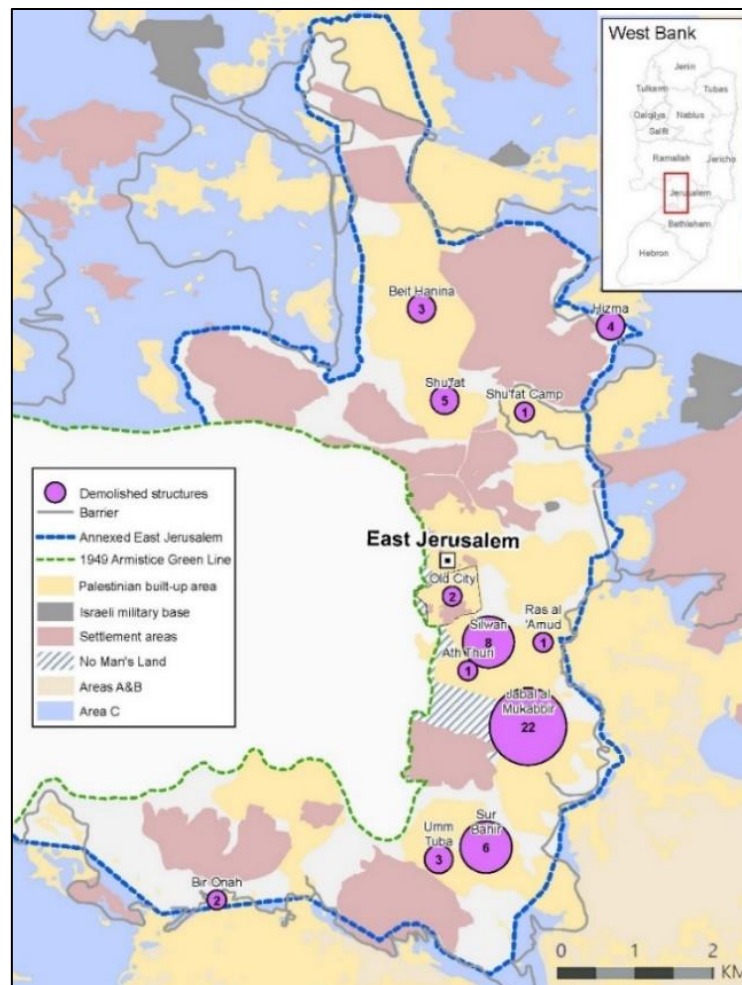 West Bank
Jenin
Tulkarm
Tubas
Qalqilya
Nablus
Salfit
Ramallah
Jericho
Jerusalem
Bethlehem
Hebron
Beit Hanina
3
Hizma
4
Shu'fat
5
Shu'fat Camp
1
Demolished structures
Barrier
Annexed East Jerusalem
1949 Armistice Green Line
Palestinian built-up area
Israeli military base
Settlement areas
No Man's Land
Areas A&B
Area C
East Jerusalem
Old City
2
Silwan
8
Ras al
'Amud
1
Ath Thuri
1
Jabal al
Mukabbir
22
Sur
Bahir
6
Umm
Tuba
3
Bir Onah
2
0 1 2
KM